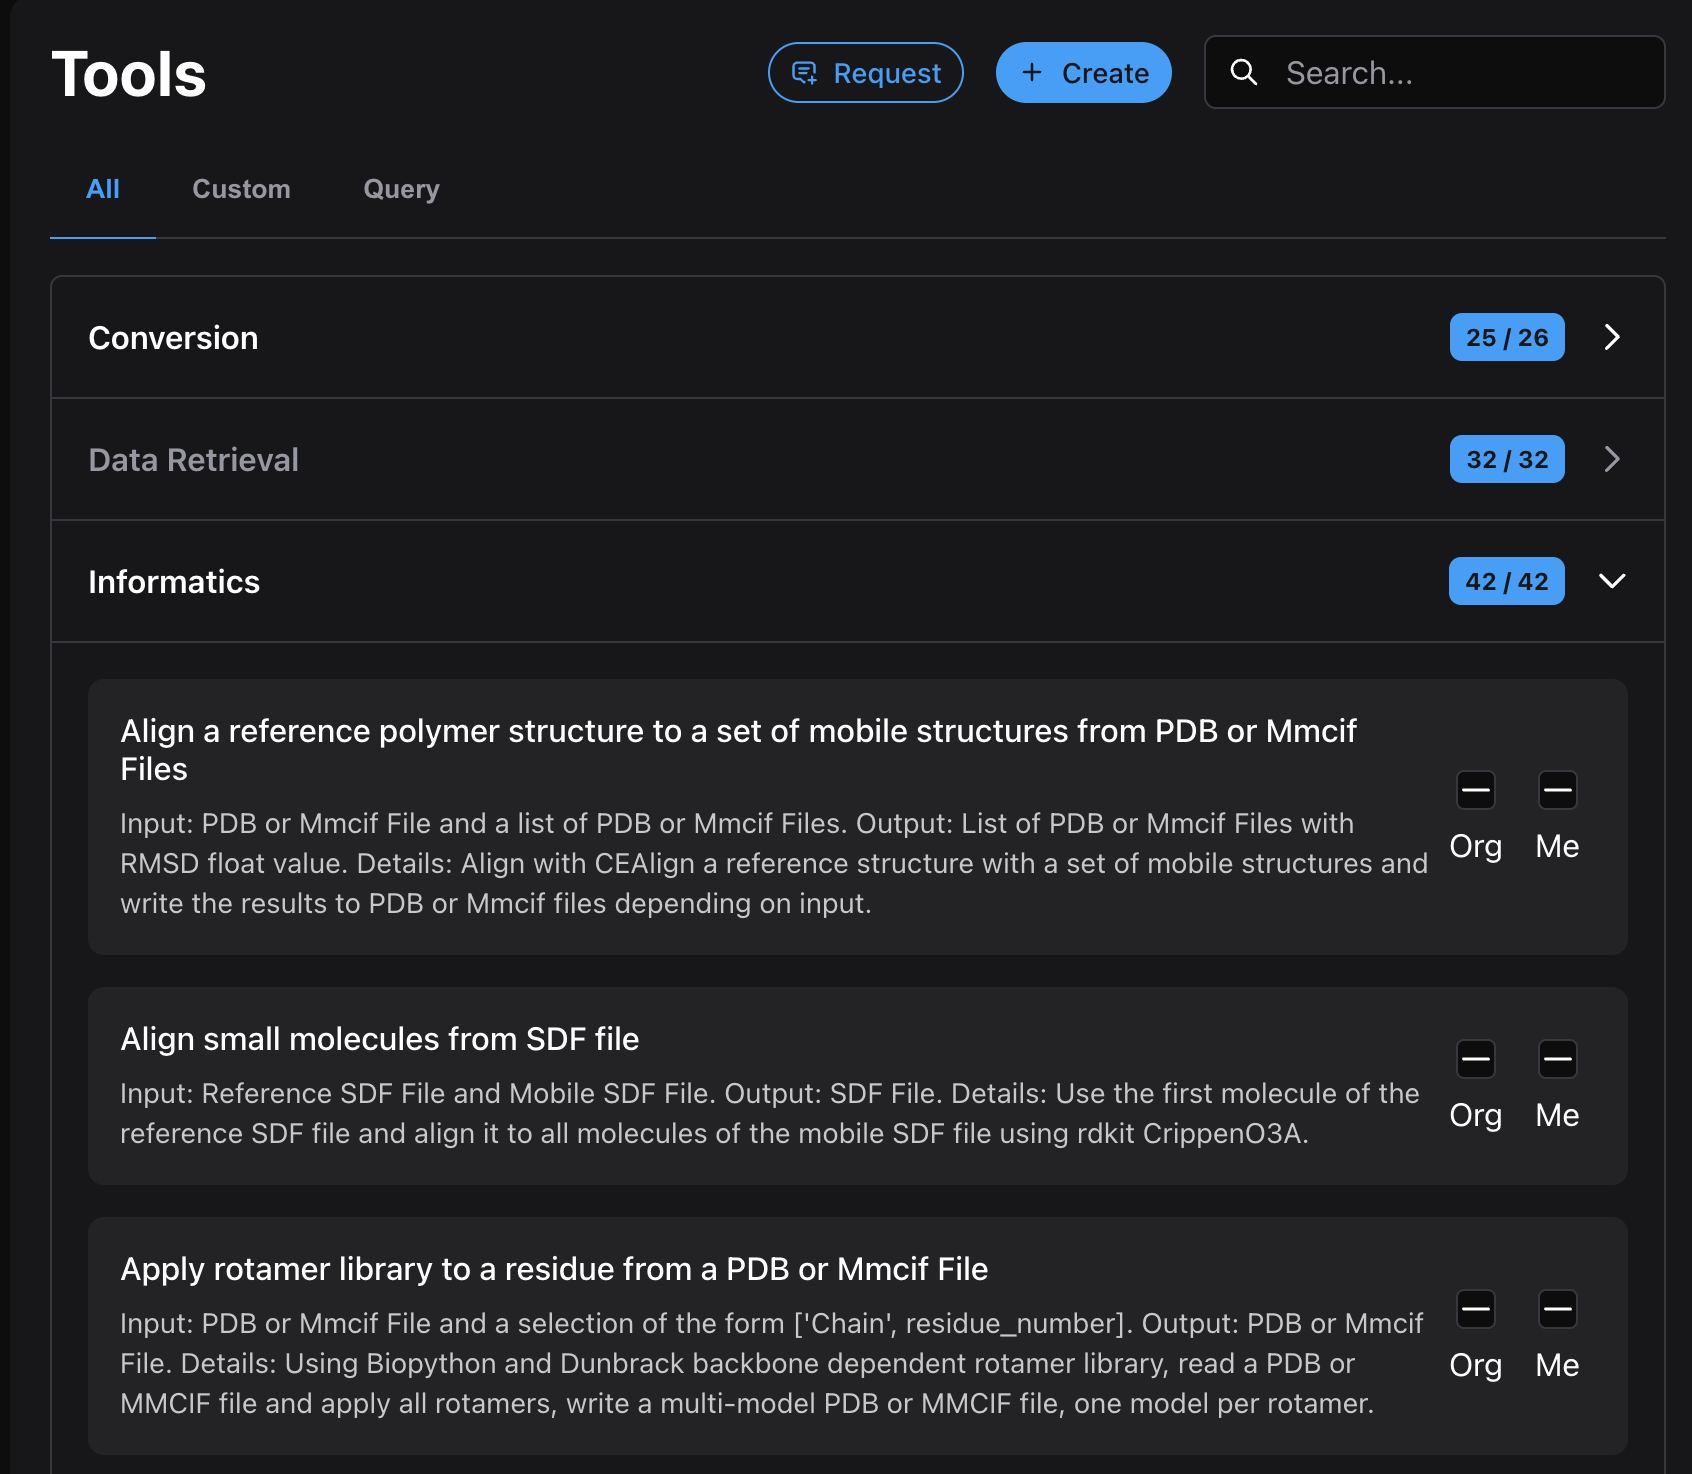 Tools
Request
Create
Search...
All
Custom
Query
Conversion
25 / 26
Data Retrieval
32 / 32
Informatics
42 / 42
Align a reference polymer structure to a set of mobile structures from PDB or Mmcif
Files
Input: PDB or Mmcif File and a list of PDB or Mmcif Files. Output: List of PDB or Mmcif Files with
RMSD float value. Details: Align with CEAlign a reference structure with a set of mobile structures and
write the results to PDB or Mmcif files depending on input.
Org
Me
Align small molecules from SDF file
Input: Reference SDF File and Mobile SDF File. Output: SDF File. Details: Use the first molecule of the
reference SDF file and align it to all molecules of the mobile SDF file using rdkit CrippenO3A.
Org
Me
Apply rotamer library to a residue from a PDB or Mmcif File
Input: PDB or Mmcif File and a selection of the form ['Chain', residue_number]. Output: PDB or Mmcif
File. Details: Using Biopython and Dunbrack backbone dependent rotamer library, read a PDB or
MMCIF file and apply all rotamers, write a multi-model PDB or MMCIF file, one model per rotamer.
Org
Me